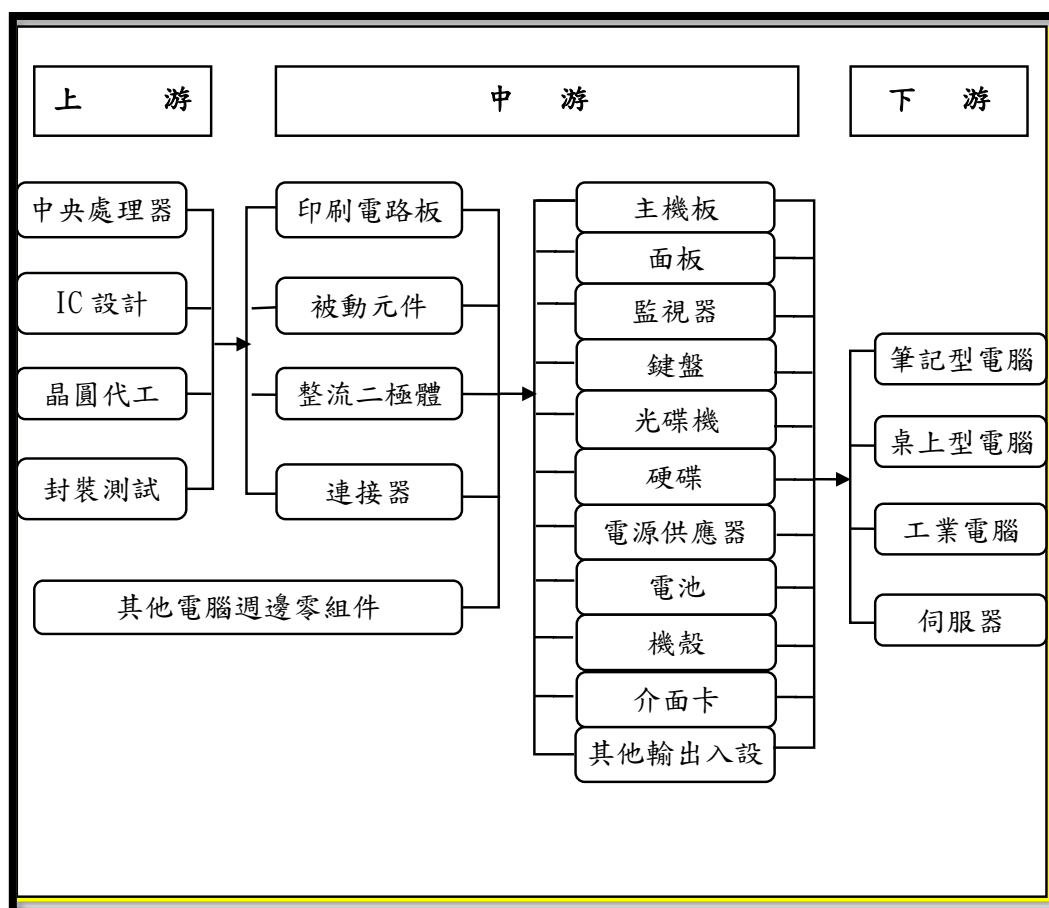 上 游
中 游
下 游
中央處理器
IC 設計
晶圓代工
封裝測試
其他電腦週邊零組件
印刷電路板
被動元件
整流二極體
連接器
主機板
面板
監視器
鍵盤
光碟機
硬碟
電源供應器
電池
機殼
介面卡
其他輸出入設
筆記型電腦
桌上型電腦
工業電腦
伺服器